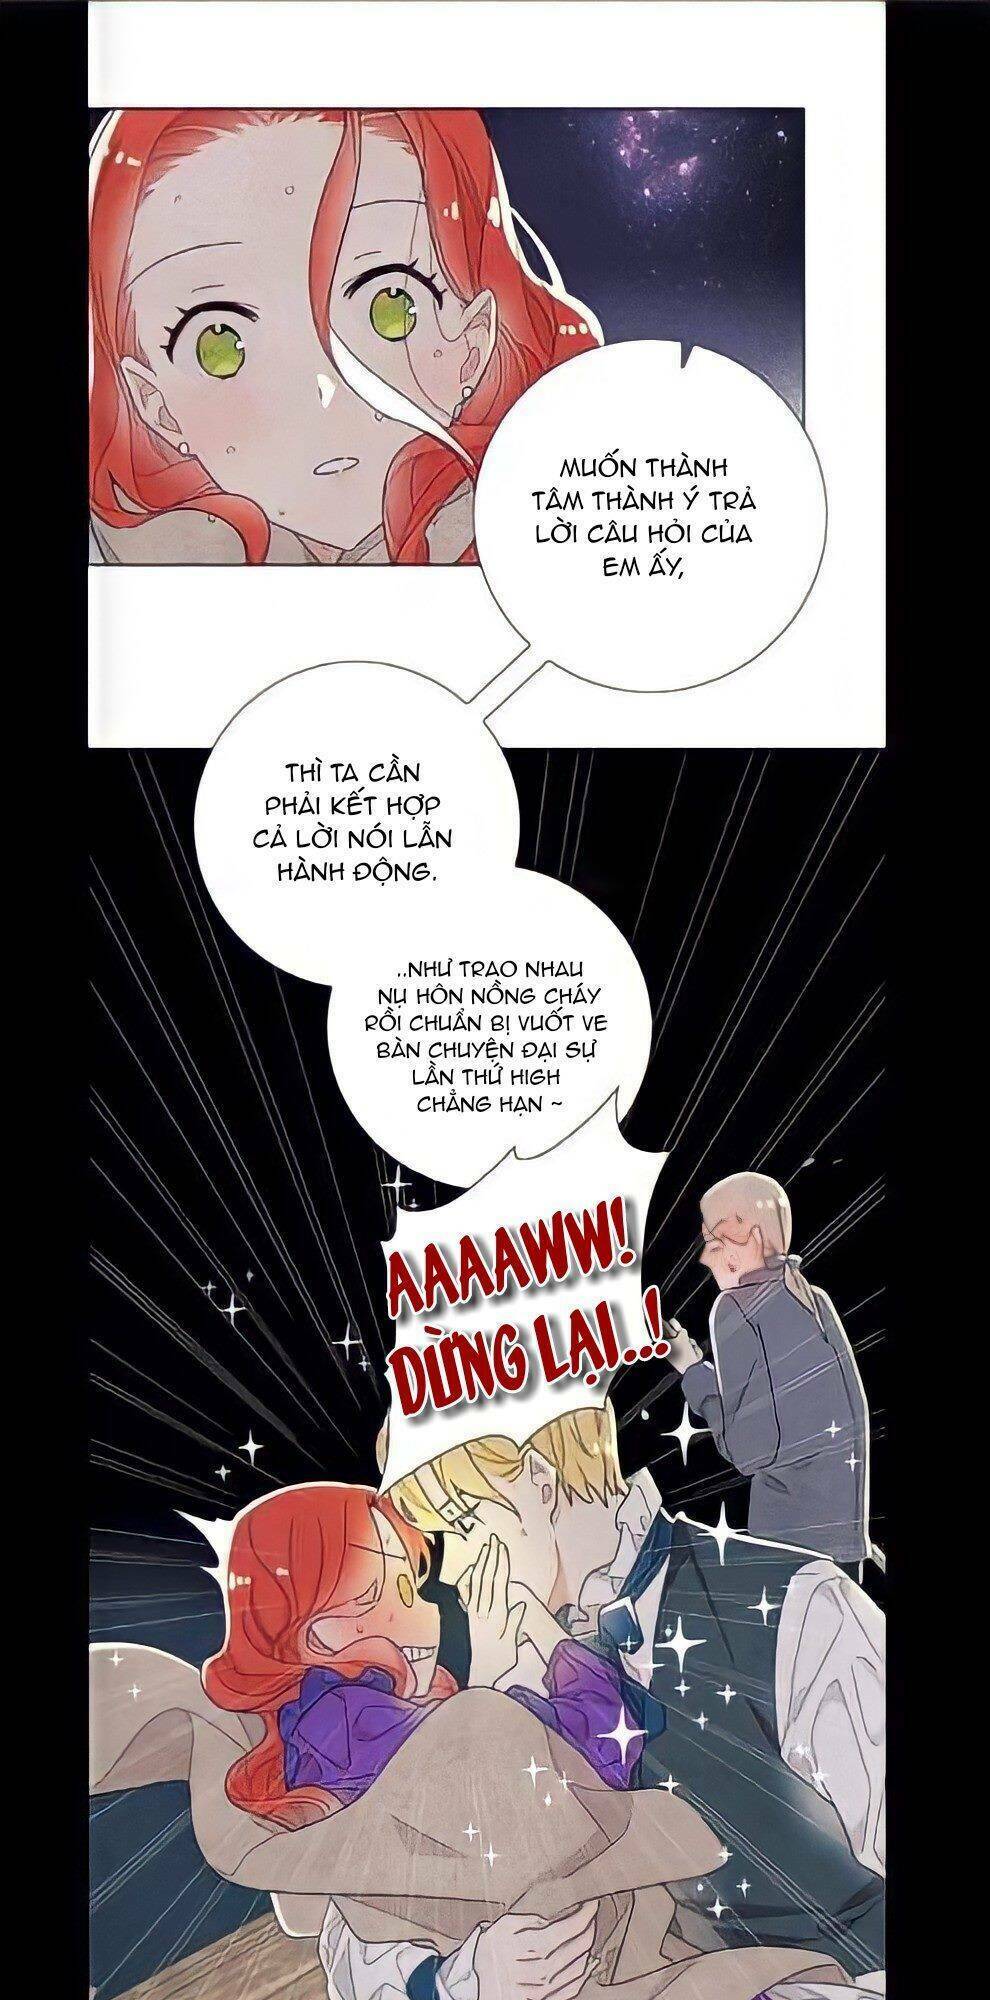 MUỐN THÀNH
TÂM THÀNH Ý TRẢ
LỜI CÂU HỎI CỦA
EM ẤY,
THÌ TA CẦN
PHẢI KẾT HỢP
CẢ LỜI NÓI LẪN
HÀNH ĐỘNG.
..NHƯ TRAO NHAU
NỤ HÔN NỒNG CHÁY
RỒI CHUẨN BỊ VUỐT VE
BÀN CHUYỆN ĐẠI SỰ
LẦN THỨ HIGH
CHẲNG HẠN ~
AAAAWW!
DỪNG LẠI...!